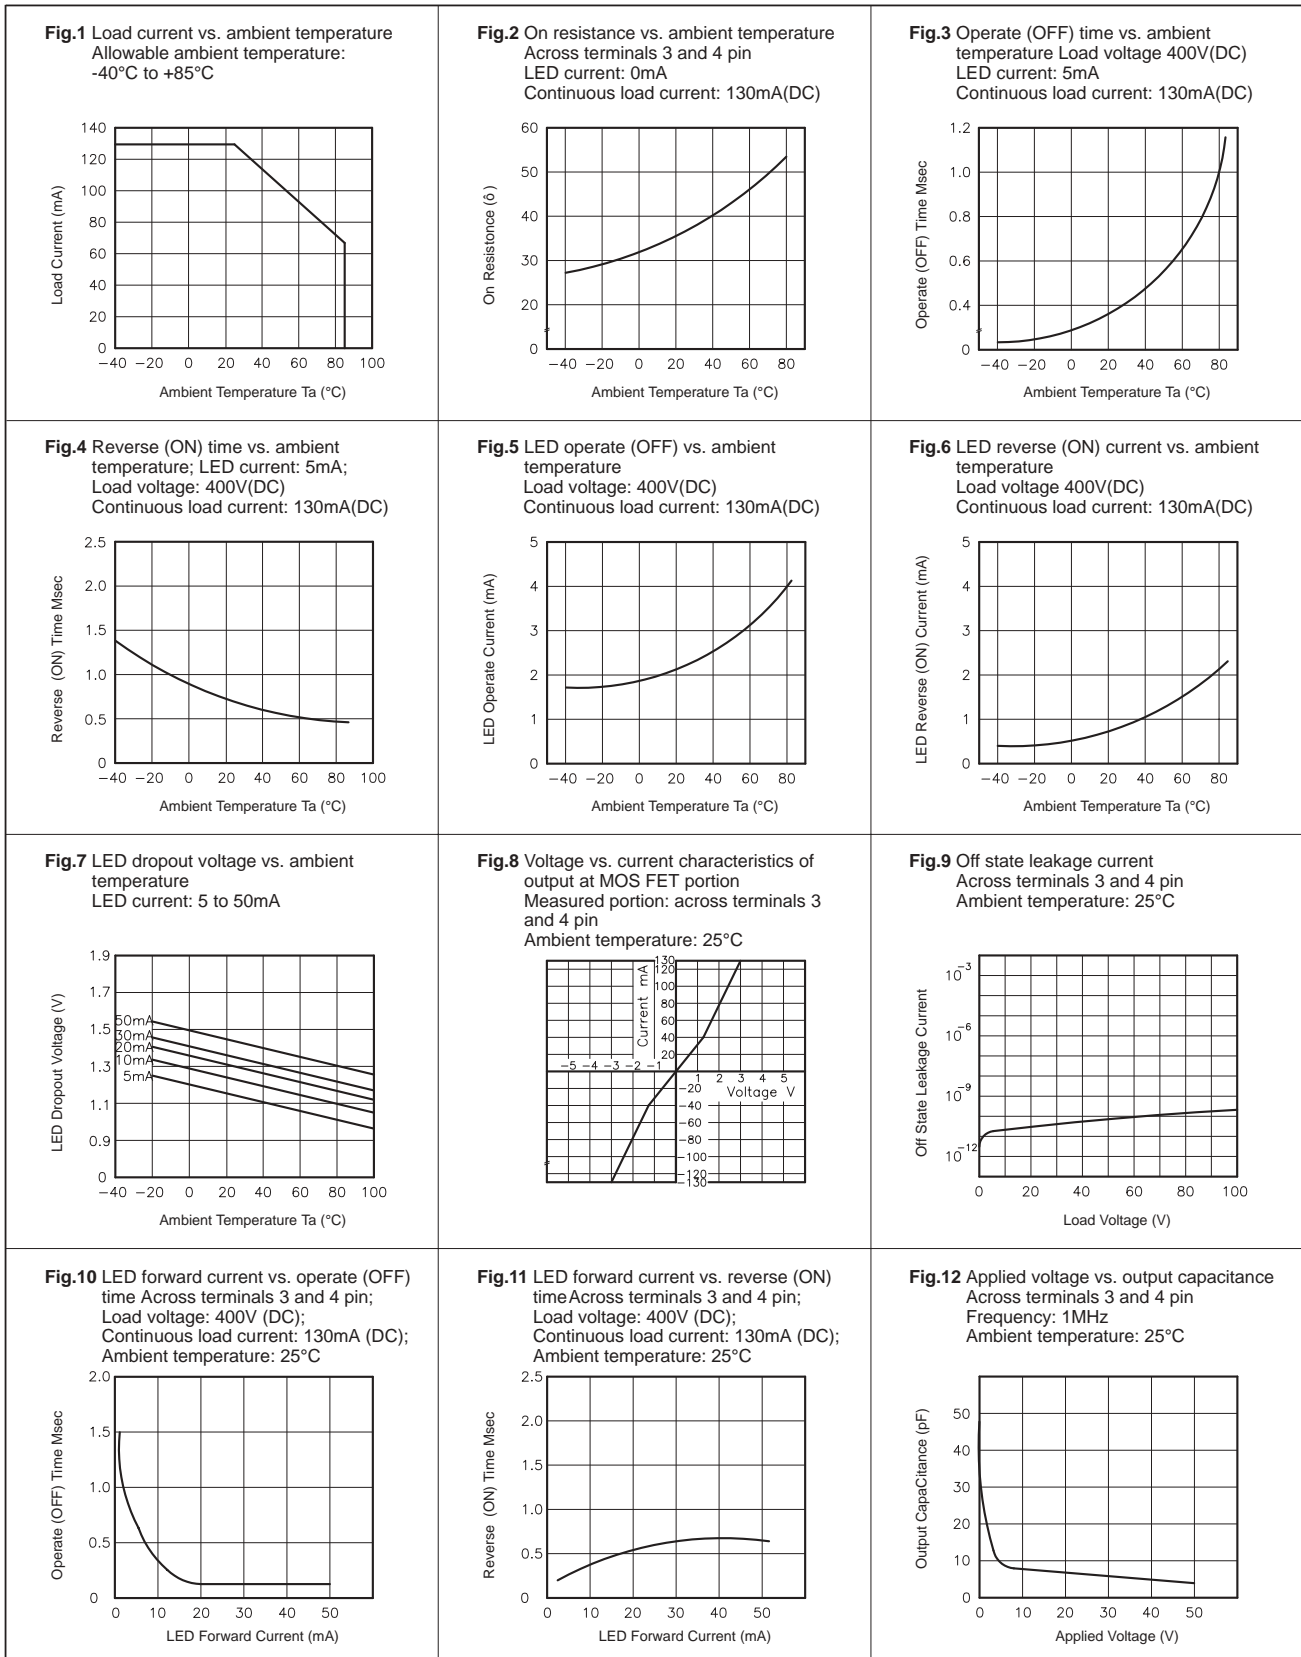 Fig.1 Load current vs. ambient temperature
Allowable ambient temperature:
-40°C to +85°C
Load Current (mA)
140
120
100
80
60
40
20
0
−40 −20 0 20 40 60 80 100
Ambient Temperature Ta (°C)
Fig.2 On resistance vs. ambient temperature
Across terminals 3 and 4 pin
LED current: 0mA
Continuous load current: 130mA(DC)
On Resistonce (ô)
60
50
40
30
20
0
−40 −20 0 20 40 60 80
Ambient Temperature Ta (°C)
Fig.3 Operate (OFF) time vs. ambient
temperature Load voltage 400V(DC)
LED current: 5mA
Continuous load current: 130mA(DC)
Operate (OFF) Time Msec
1.2
1.0
0.8
0.6
0.4
0
−40 −20 0 20 40 60 80
Ambient Temperature Ta (°C)
Fig.4 Reverse (ON) time vs. ambient
temperature; LED current: 5mA;
Load voltage: 400V(DC)
Continuous load current: 130mA(DC)
Reverse (ON) Time Msec
2.5
2.0
1.5
1.0
0.5
0
−40 −20 0 20 40 60 80 100
Ambient Temperature Ta (°C)
Fig.5 LED operate (OFF) vs. ambient
temperature
Load voltage: 400V(DC)
Continuous load current: 130mA(DC)
LED Operate Current (mA)
5
4
3
2
1
0
−40 −20 0 20 40 60 80
Ambient Temperature Ta (°C)
Fig.6 LED reverse (ON) current vs. ambient
temperature
Load voltage 400V(DC)
Continuous load current: 130mA(DC)
LED Reverse (ON) Current (mA)
5
4
3
2
1
0
−40 −20 0 20 40 60 80
Ambient Temperature Ta (°C)
Fig.7 LED dropout voltage vs. ambient
temperature
LED current: 5 to 50mA
LED Dropout Voltage (V)
1.9
1.7
1.5
1.3
1.1
0.9
0
50mA
30mA
20mA
10mA
5mA
−40 −20 0 20 40 60 80 100
Ambient Temperature Ta (°C)
Fig.8 Voltage vs. current characteristics of
output at MOS FET portion
Measured portion: across terminals 3
and 4 pin
Ambient temperature: 25°C
Current mA
130
120
100
80
60
40
20
−5 −4 −3 −2 −1
1 2 3 4 5
Voltage V
−20
−40
−60
−80
−100
−120
−130
Fig.9 Off state leakage current
Across terminals 3 and 4 pin
Ambient temperature: 25°C
Off State Leakage Current
10⁻³
10⁻⁶
10⁻⁹
10⁻¹²
0 20 40 60 80 100
Load Voltage (V)
Fig.10 LED forward current vs. operate (OFF)
time Across terminals 3 and 4 pin;
Load voltage: 400V (DC);
Continuous load current: 130mA (DC);
Ambient temperature: 25°C
Operate (OFF) Time Msec
2.0
1.5
1.0
0.5
0
0 10 20 30 40 50
LED Forward Current (mA)
Fig.11 LED forward current vs. reverse (ON)
timeAcross terminals 3 and 4 pin;
Load voltage: 400V (DC);
Continuous load current: 130mA (DC);
Ambient temperature: 25°C
Reverse (ON) Time Msec
2.5
2.0
1.5
1.0
0.5
0
0 10 20 30 40 50
LED Forward Current (mA)
Fig.12 Applied voltage vs. output capacitance
Across terminals 3 and 4 pin
Frequency: 1MHz
Ambient temperature: 25°C
Output CapaCitance (pF)
50
40
30
20
10
0
0 10 20 30 40 50
Applied Voltage (V)